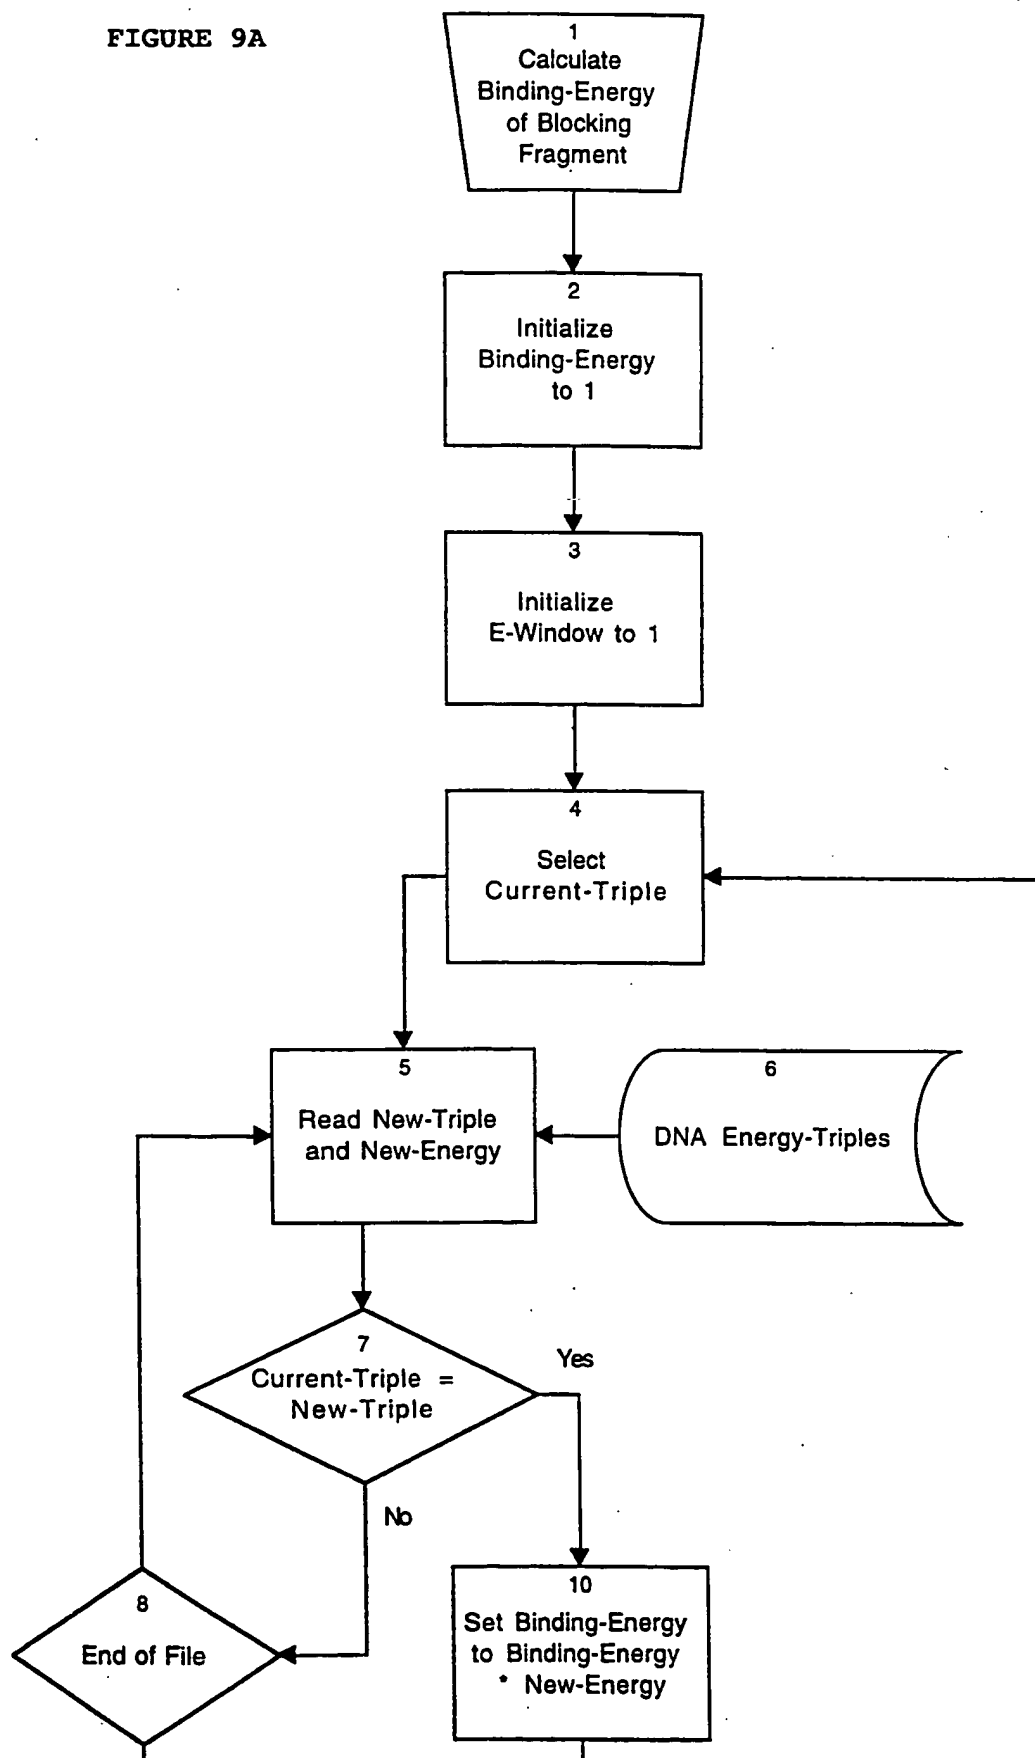 FIGURE 9A
1
Calculate
Binding-Energy
of Blocking
Fragment
2
Initialize
Binding-Energy
to 1
3
Initialize
E-Window to 1
4
Select
Current-Triple
5
Read New-Triple
and New-Energy
6
DNA Energy-Triples
7
Current-Triple =
New-Triple
Yes
No
8
End of File
10
Set Binding-Energy
to Binding-Energy
* New-Energy